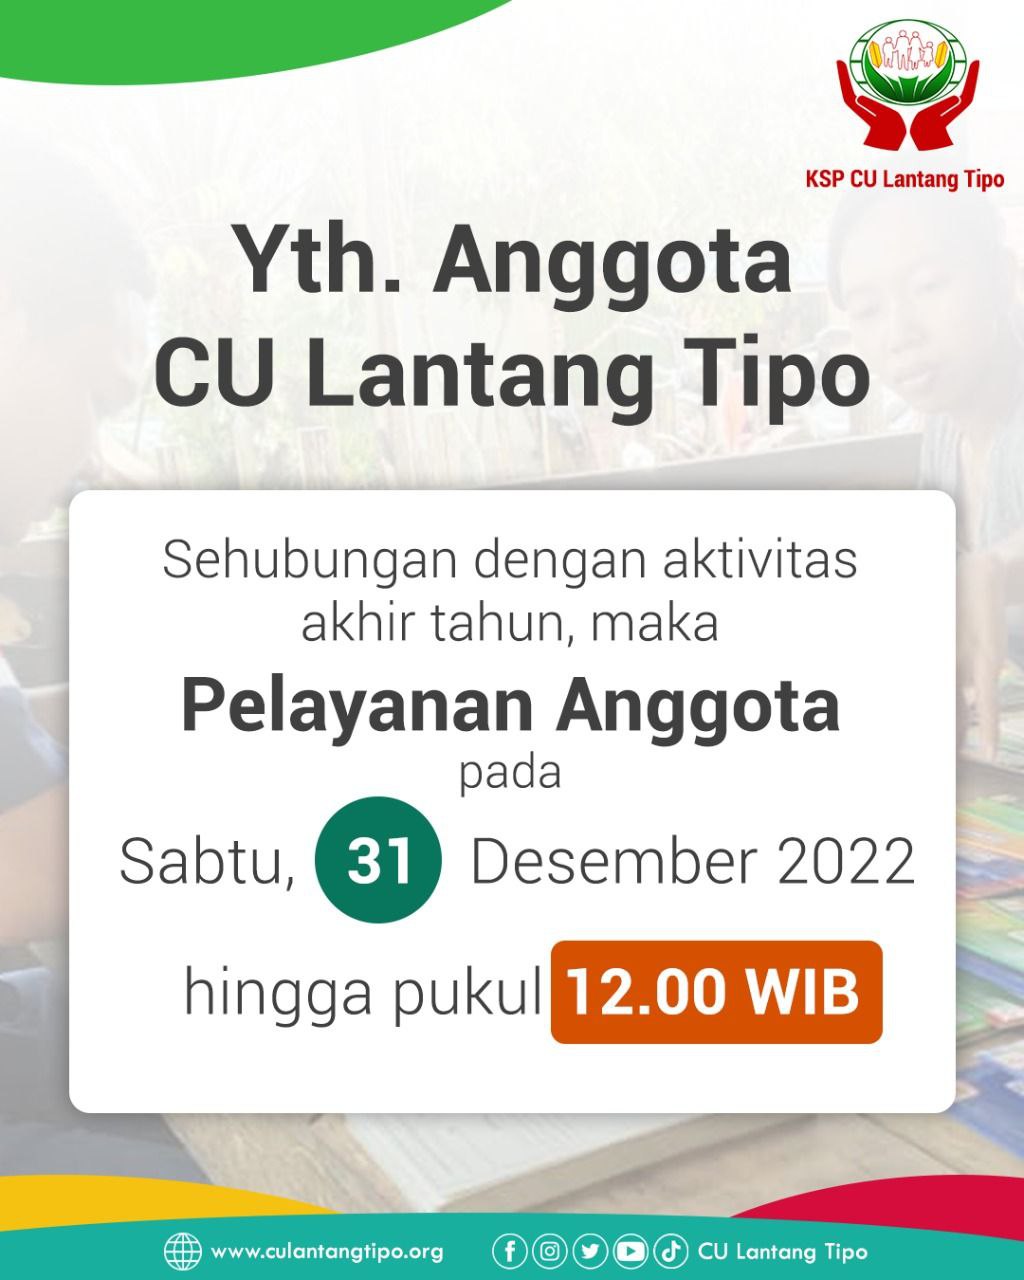 KSP CU Lantang Tipo
Yth. Anggota
CU Lantang Tipo
Sehubungan dengan aktivitas
akhir tahun, maka
Pelayanan Anggota
pada
Sabtu, 31 Desember 2022
hingga pukul 12.00 WIB
www.culantangtipo.org CU Lantang Tipo